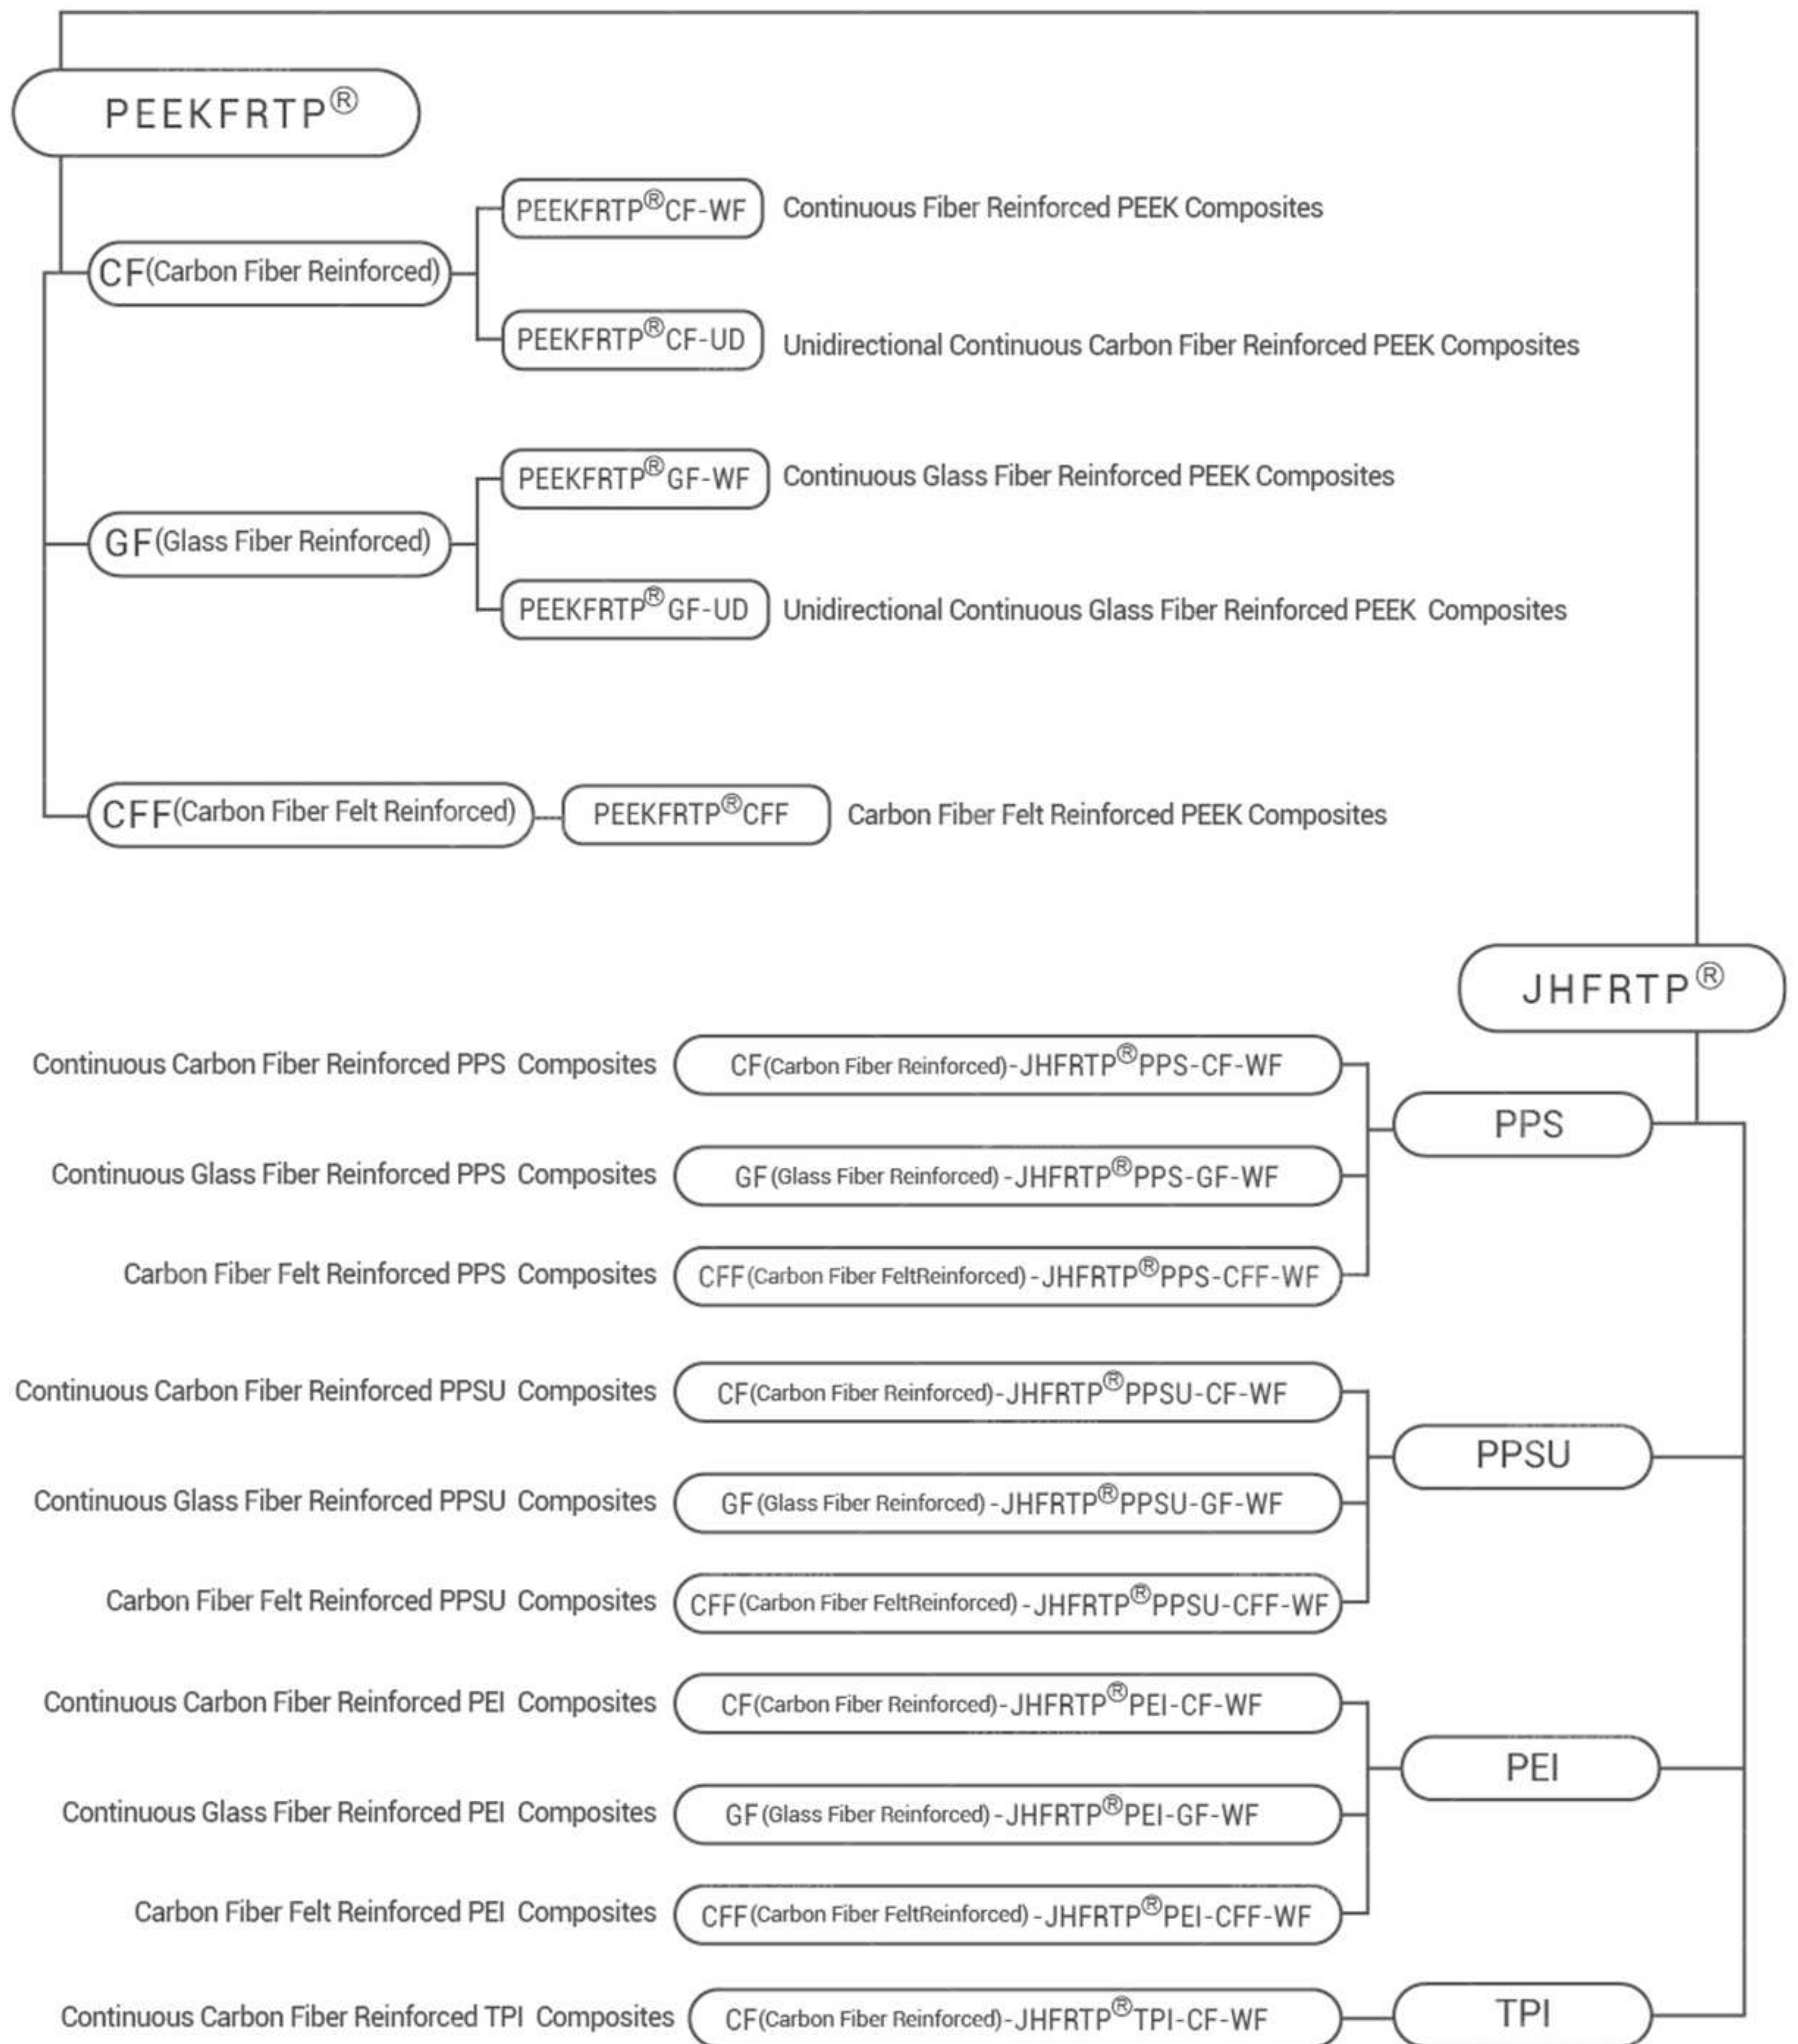 PEEKFRTP®
PEEKFRTP®CF-WF Continuous Fiber Reinforced PEEK Composites
CF(Carbon Fiber Reinforced)
PEEKFRTP®CF-UD Unidirectional Continuous Carbon Fiber Reinforced PEEK Composites
PEEKFRTP®GF-WF Continuous Glass Fiber Reinforced PEEK Composites
GF(Glass Fiber Reinforced)
PEEKFRTP®GF-UD Unidirectional Continuous Glass Fiber Reinforced PEEK Composites
CFF(Carbon Fiber Felt Reinforced) PEEKFRTP®CFF Carbon Fiber Felt Reinforced PEEK Composites
JHFRTP®
Continuous Carbon Fiber Reinforced PPS Composites CF(Carbon Fiber Reinforced)-JHFRTP®PPS-CF-WF
PPS
Continuous Glass Fiber Reinforced PPS Composites GF(Glass Fiber Reinforced)-JHFRTP®PPS-GF-WF
Carbon Fiber Felt Reinforced PPS Composites CFF(Carbon Fiber FeltReinforced)-JHFRTP®PPS-CFF-WF
Continuous Carbon Fiber Reinforced PPSU Composites CF(Carbon Fiber Reinforced)-JHFRTP®PPSU-CF-WF
PPSU
Continuous Glass Fiber Reinforced PPSU Composites GF(Glass Fiber Reinforced)-JHFRTP®PPSU-GF-WF
Carbon Fiber Felt Reinforced PPSU Composites CFF(Carbon Fiber FeltReinforced)-JHFRTP®PPSU-CFF-WF
Continuous Carbon Fiber Reinforced PEI Composites CF(Carbon Fiber Reinforced)-JHFRTP®PEI-CF-WF
PEI
Continuous Glass Fiber Reinforced PEI Composites GF(Glass Fiber Reinforced)-JHFRTP®PEI-GF-WF
Carbon Fiber Felt Reinforced PEI Composites CFF(Carbon Fiber FeltReinforced)-JHFRTP®PEI-CFF-WF
Continuous Carbon Fiber Reinforced TPI Composites CF(Carbon Fiber Reinforced)-JHFRTP®TPI-CF-WF TPI